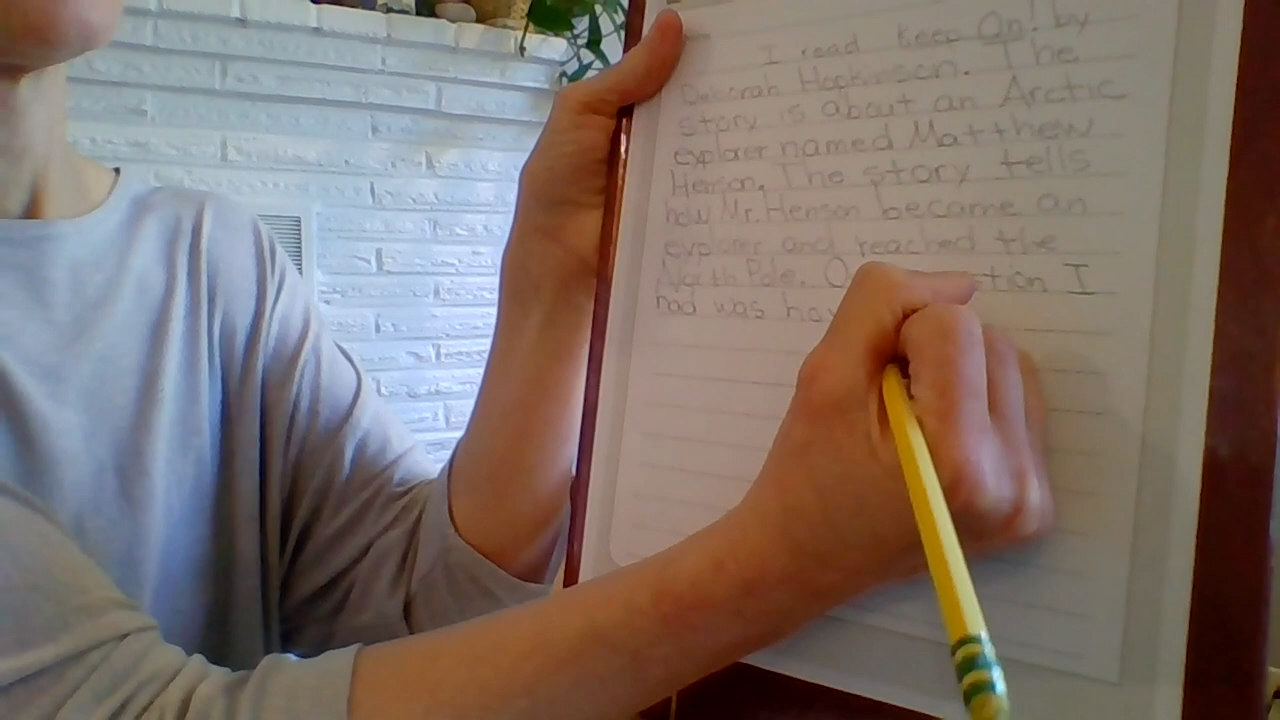 I read Keep On! by
Deborah Hopkinson. The
story is about an Arctic
explorer named Matthew
Henson. The story tells
how Mr. Henson became an
explorer and reached the
North Pole. I
had was